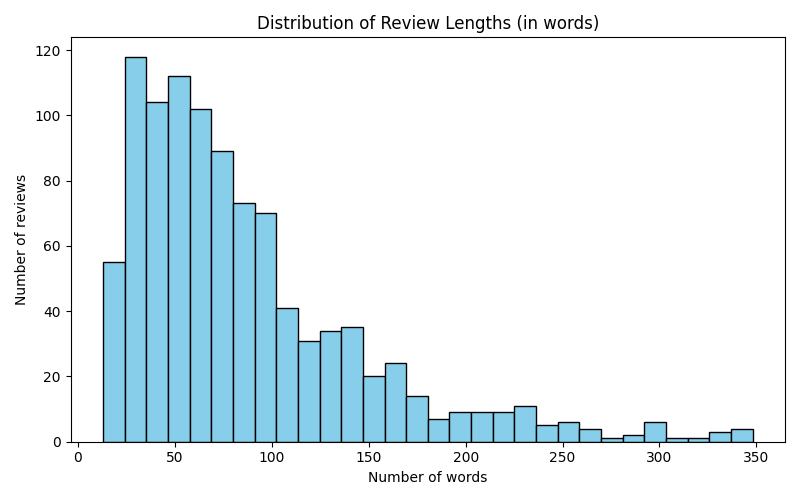 Distribution of Review Lengths (in words)
120
100
80
60
40
20
0
Number of reviews
0 50 100 150 200 250 300 350
Number of words